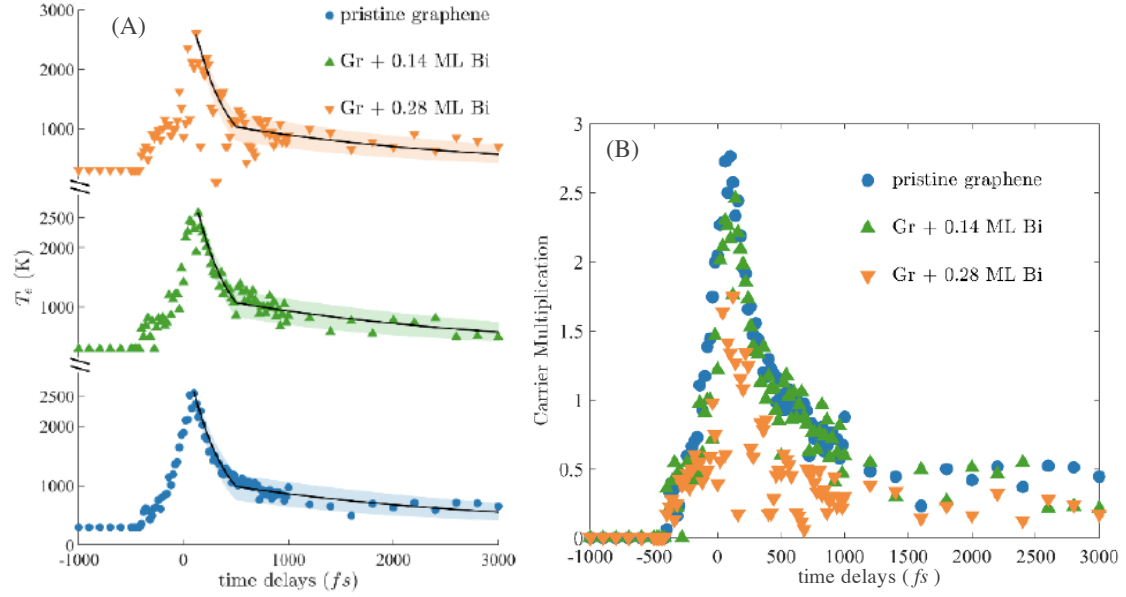 (A)
pristine graphene
Gr + 0.14 ML Bi
Gr + 0.28 ML Bi
3000
2000
1000
2500
2000
1000
2500
2000
1000
0
T_e (K)
-1000 0 1000 2000 3000
time delays (fs)
(B)
pristine graphene
Gr + 0.14 ML Bi
Gr + 0.28 ML Bi
3
2.5
2
1.5
1
0.5
0
Carrier Multiplication
-1000 -500 0 500 1000 1500 2000 2500 3000
time delays (fs)